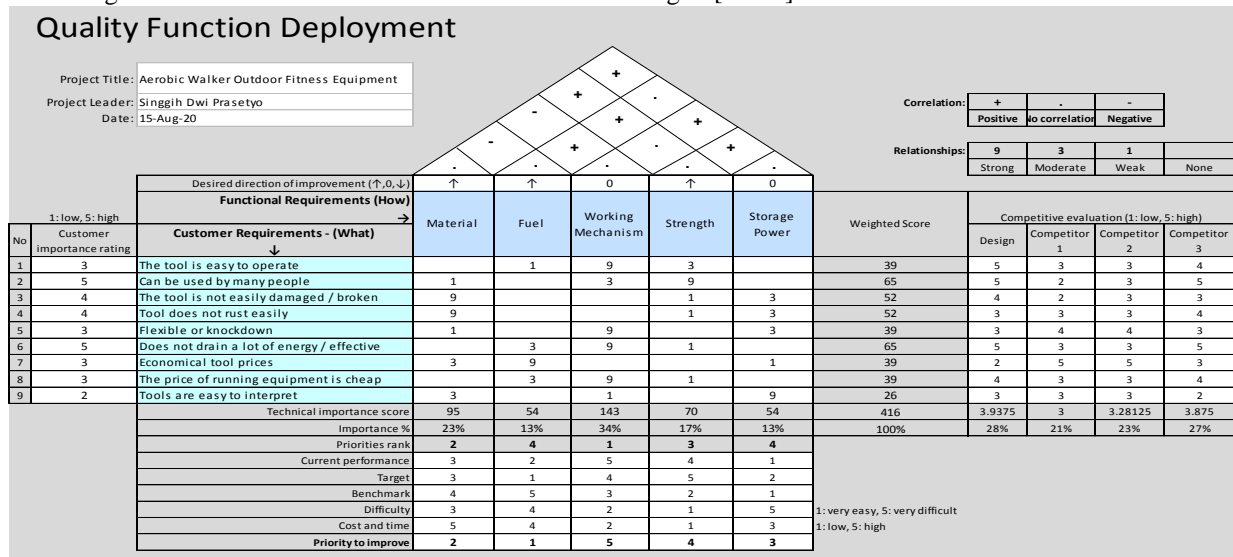 Quality Function Deployment
Project Title: Aerobic Walker Outdoor Fitness Equipment
Project Leader: Singgih Dwi Prasetyo
Date: 15-Aug-20
+
+ .
- + +
- + . .
. . . . .
Correlation: + . -
Positive No correlation Negative
Relationships: 9 3 1
Strong Moderate Weak None
Desired direction of improvement (↑,0,↓) ↑ ↑ 0 ↑ 0
1: low, 5: high Functional Requirements (How) → Material Fuel Working Mechanism Strength Storage Power Weighted Score Competitive evaluation (1: low, 5: high)
No Customer importance rating Customer Requirements - (What) ↓ Design Competitor 1 Competitor 2 Competitor 3
1 3 The tool is easy to operate 1 9 3 39 5 3 3 4
2 5 Can be used by many people 1 3 9 65 5 2 3 5
3 4 The tool is not easily damaged / broken 9 1 3 52 4 2 3 3
4 4 Tool does not rust easily 9 1 3 52 3 3 3 4
5 3 Flexible or knockdown 1 9 3 39 3 4 4 3
6 5 Does not drain a lot of energy / effective 3 9 1 65 5 3 3 5
7 3 Economical tool prices 3 9 1 39 2 5 5 3
8 3 The price of running equipment is cheap 3 9 1 39 4 3 3 4
9 2 Tools are easy to interpret 3 1 9 26 3 3 3 2
Technical importance score 95 54 143 70 54 416 3.9375 3 3.28125 3.875
Importance % 23% 13% 34% 17% 13% 100% 28% 21% 23% 27%
Priorities rank 2 4 1 3 4
Current performance 3 2 5 4 1
Target 3 1 4 5 2
Benchmark 4 5 3 2 1
Difficulty 3 4 2 1 5 1: very easy, 5: very difficult
Cost and time 5 4 2 1 3 1: low, 5: high
Priority to improve 2 1 5 4 3